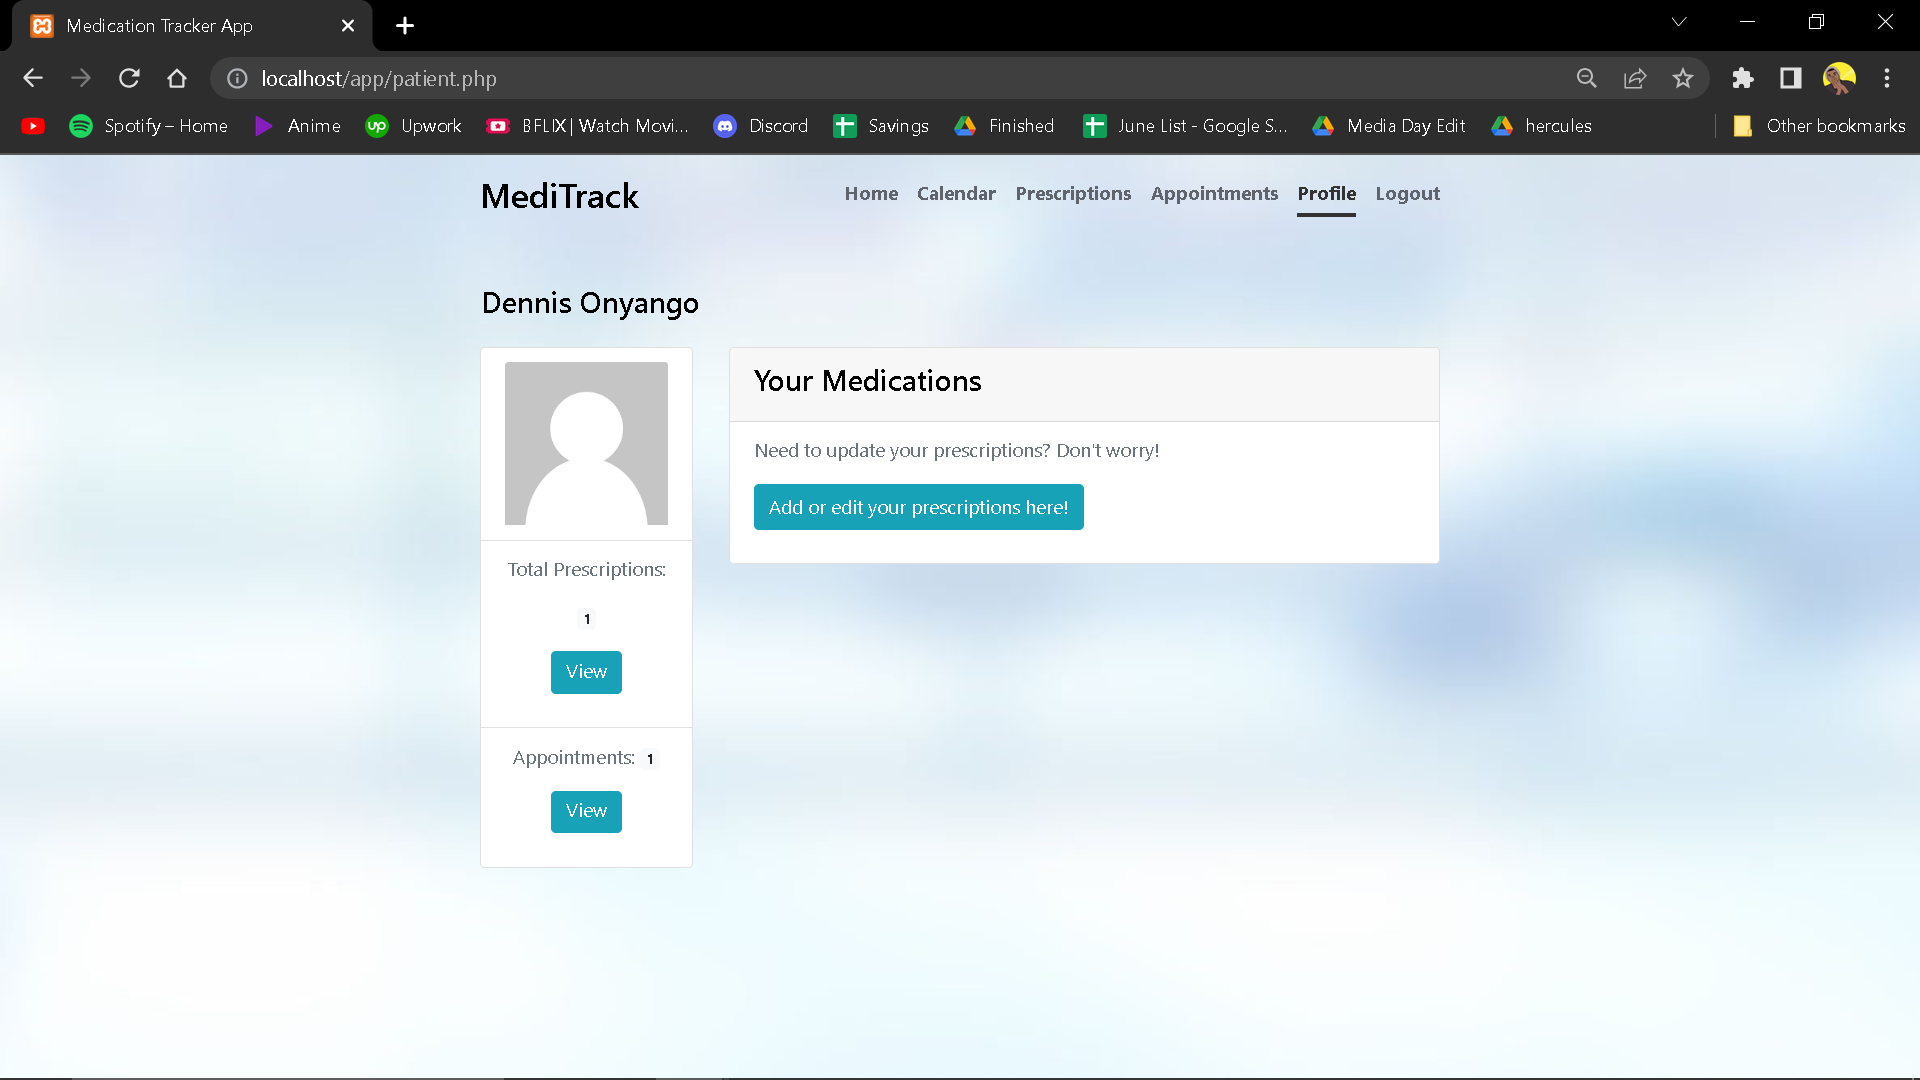 Medication Tracker App
localhost/app/patient.php
Spotify – Home
Anime
up
Upwork
BFLIX | Watch Movi...
Discord
Savings
Finished
June List - Google S...
Media Day Edit
hercules
Other bookmarks
MediTrack
Home
Calendar
Prescriptions
Appointments
Profile
Logout
Dennis Onyango
Total Prescriptions:
1
View
Appointments: 1
View
Your Medications
Need to update your prescriptions? Don't worry!
Add or edit your prescriptions here!